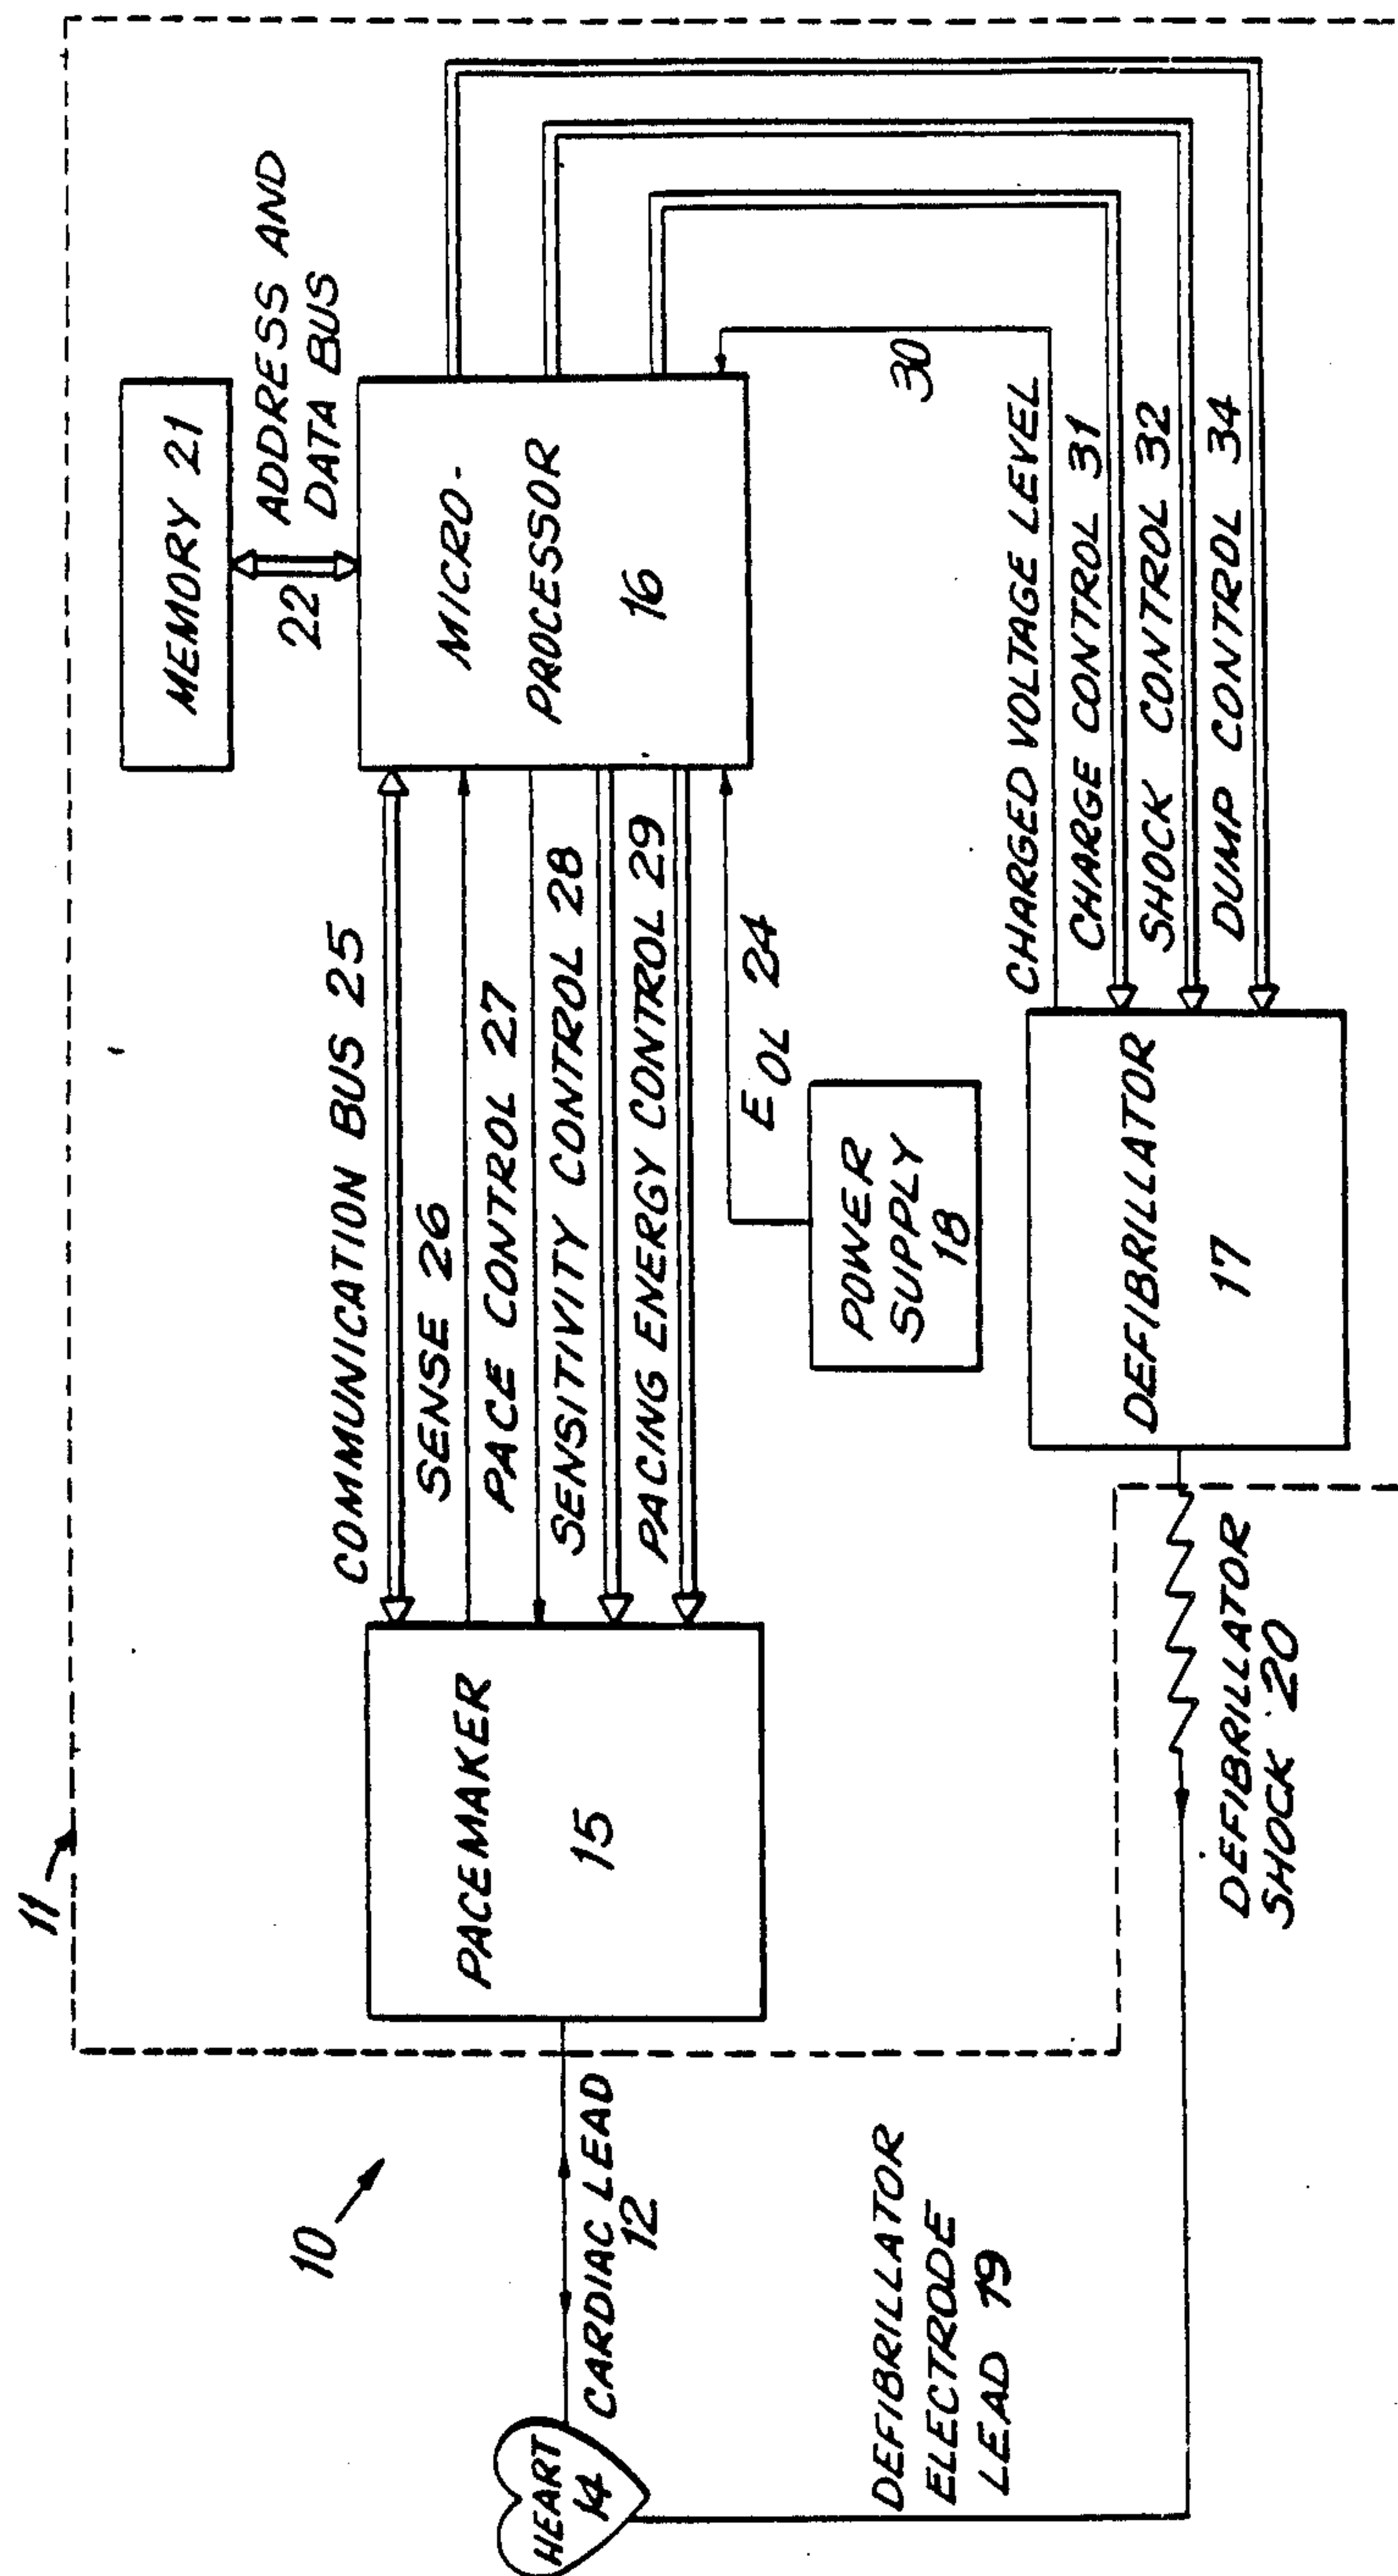 11
10
HEART
14
CARDIAC LEAD
12
DEFIBRILLATOR
ELECTRODE
LEAD 19
PACEMAKER
15
COMMUNICATION BUS 25
SENSE 26
PACE CONTROL 27
SENSITIVITY CONTROL 28
PACING ENERGY CONTROL 29
MEMORY 21
22
ADDRESS AND
DATA BUS
MICRO-
PROCESSOR
16
EOL 24
POWER
SUPPLY
18
DEFIBRILLATOR
17
DEFIBRILLATOR
SHOCK 20
30
CHARGED VOLTAGE LEVEL
CHARGE CONTROL 31
SHOCK CONTROL 32
DUMP CONTROL 34